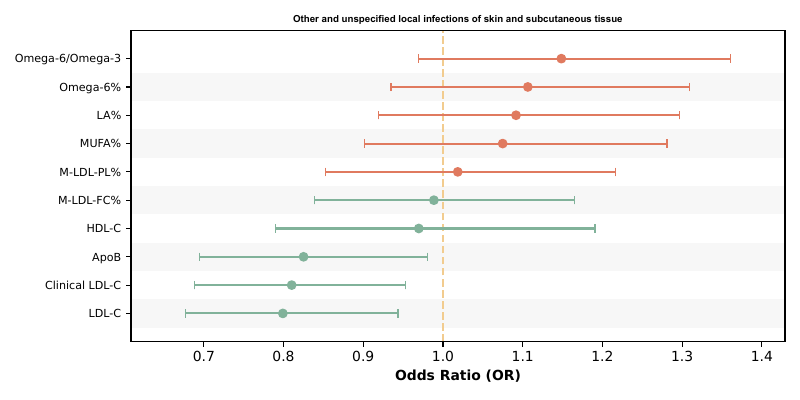 Other and unspecified local infections of skin and subcutaneous tissue
Omega-6/Omega-3
Omega-6%
LA%
MUFA%
M-LDL-PL%
M-LDL-FC%
HDL-C
ApoB
Clinical LDL-C
LDL-C
0.7 0.8 0.9 1.0 1.1 1.2 1.3 1.4
Odds Ratio (OR)